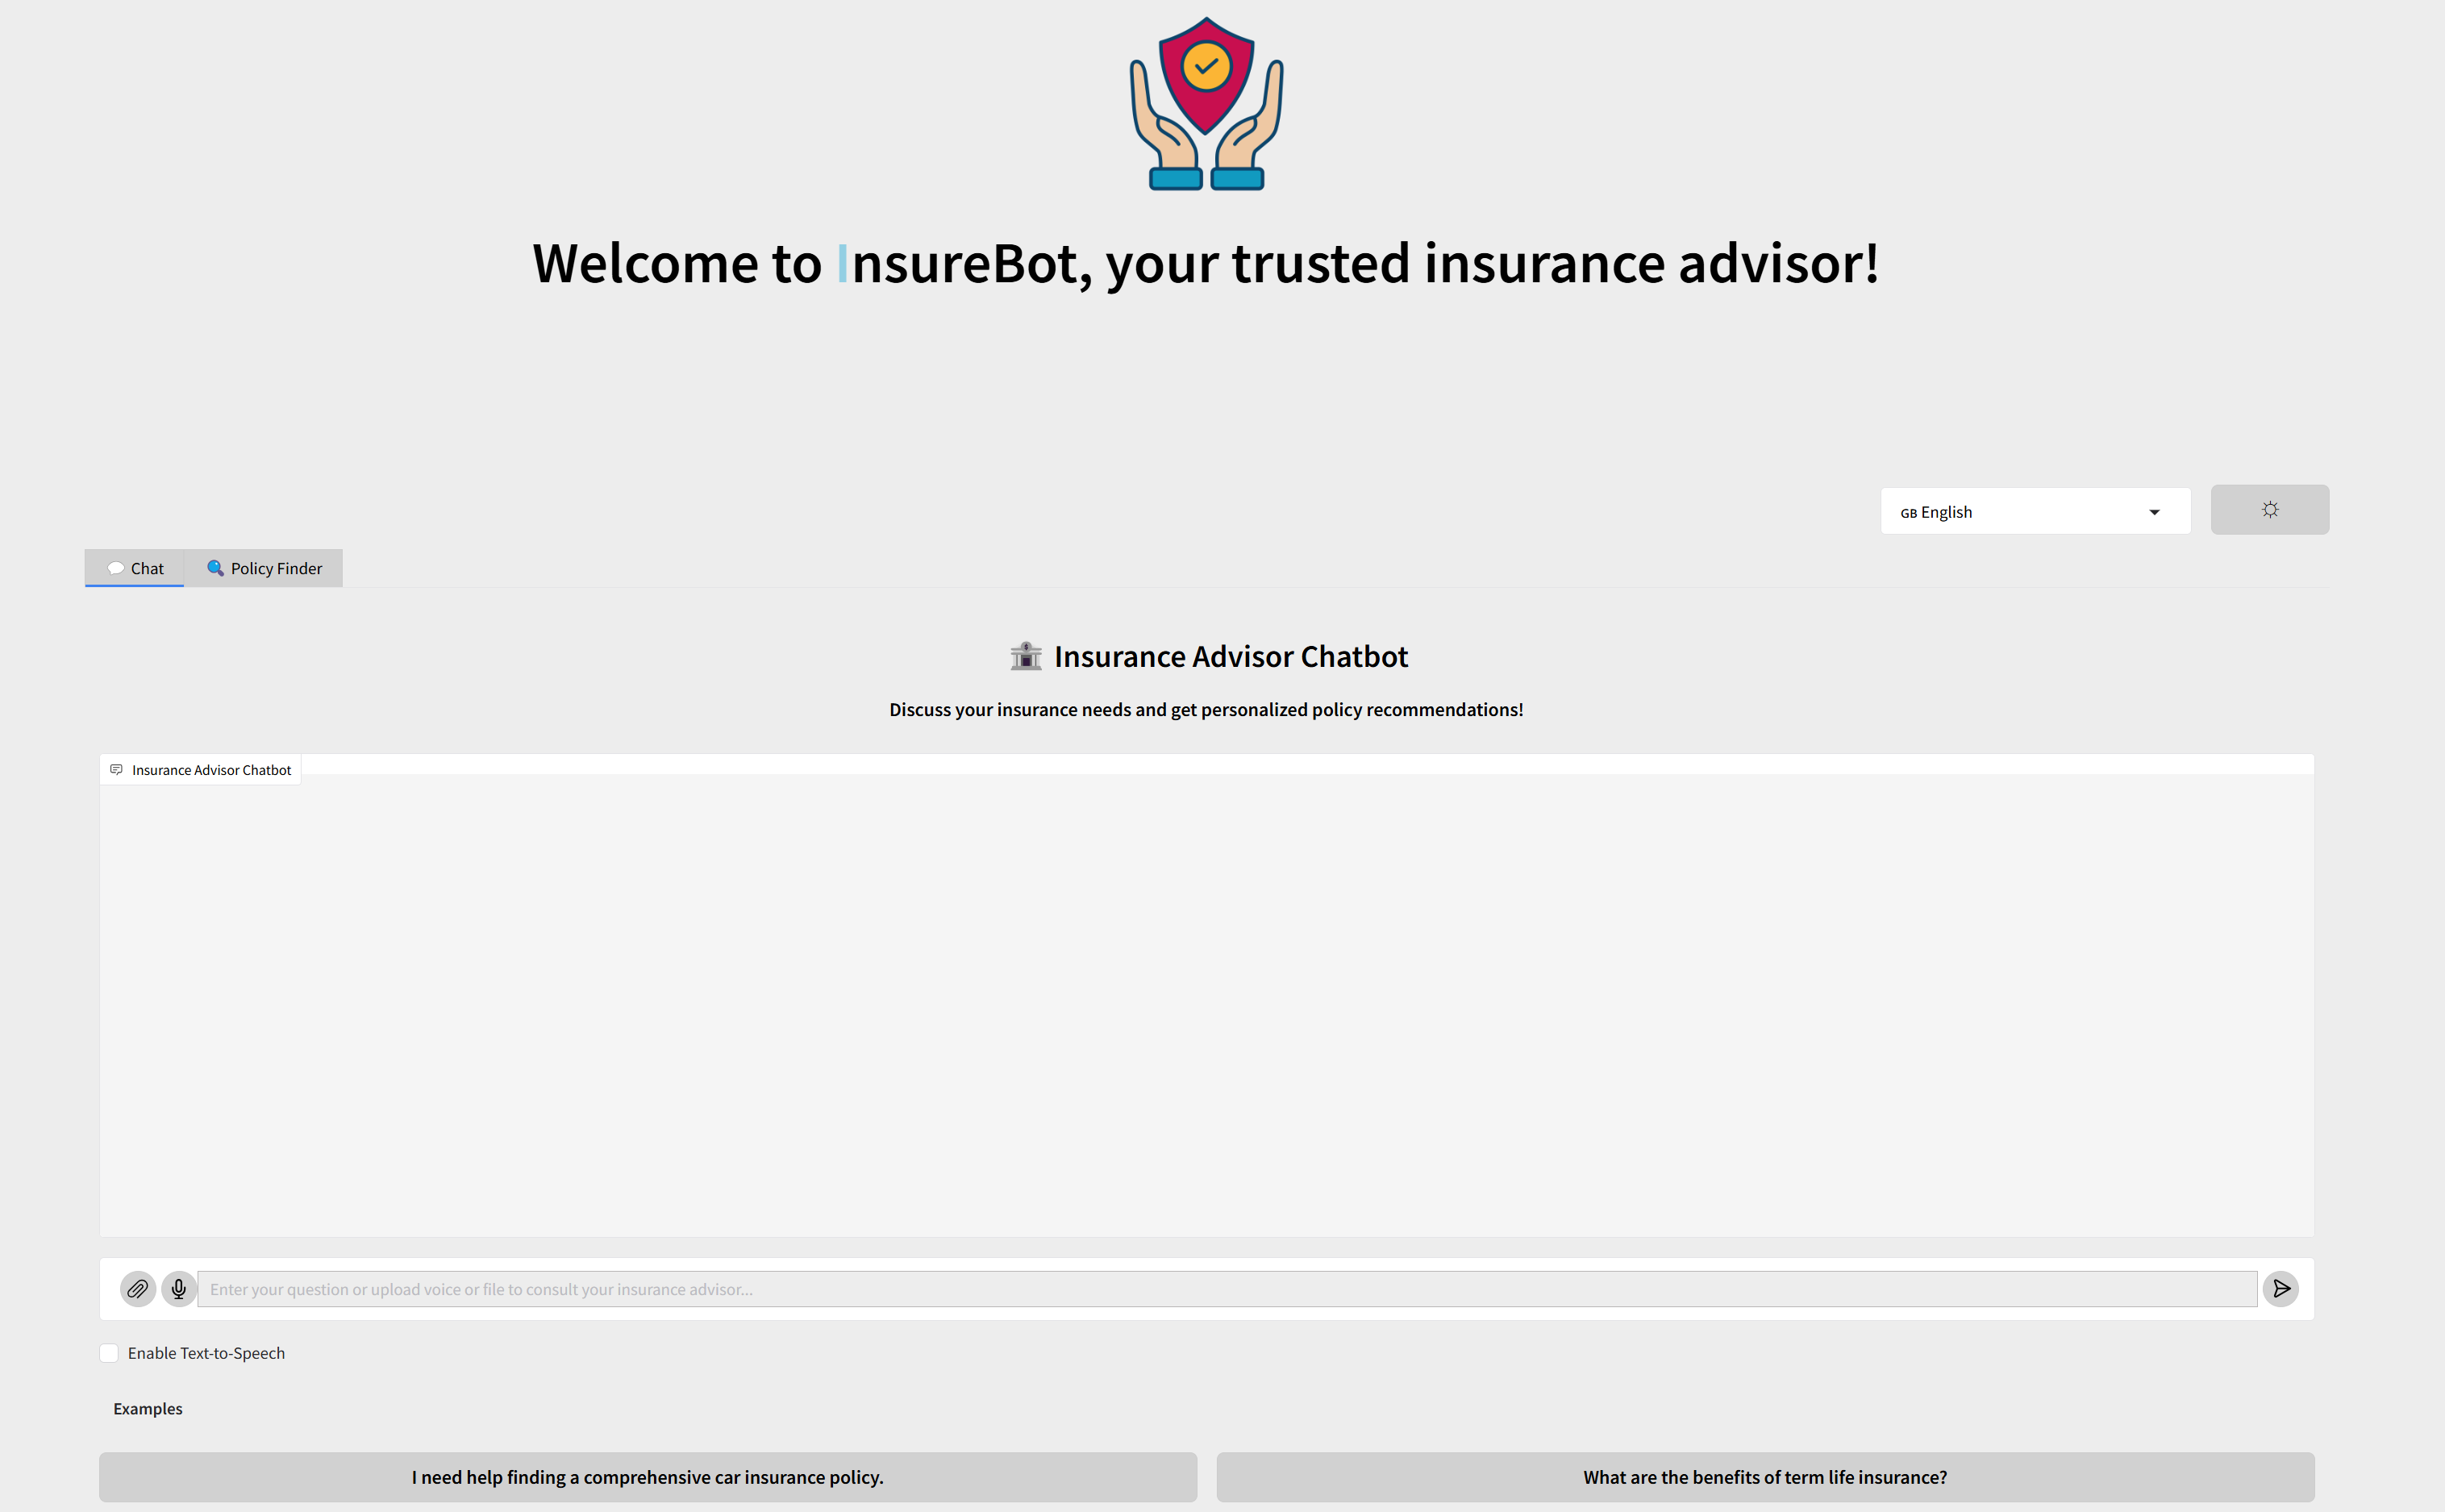 Welcome to InsureBot, your trusted insurance advisor!
GB English
Chat
Policy Finder
Insurance Advisor Chatbot
Discuss your insurance needs and get personalized policy recommendations!
Insurance Advisor Chatbot
Enter your question or upload voice or file to consult your insurance advisor...
Enable Text-to-Speech
Examples
I need help finding a comprehensive car insurance policy.
What are the benefits of term life insurance?